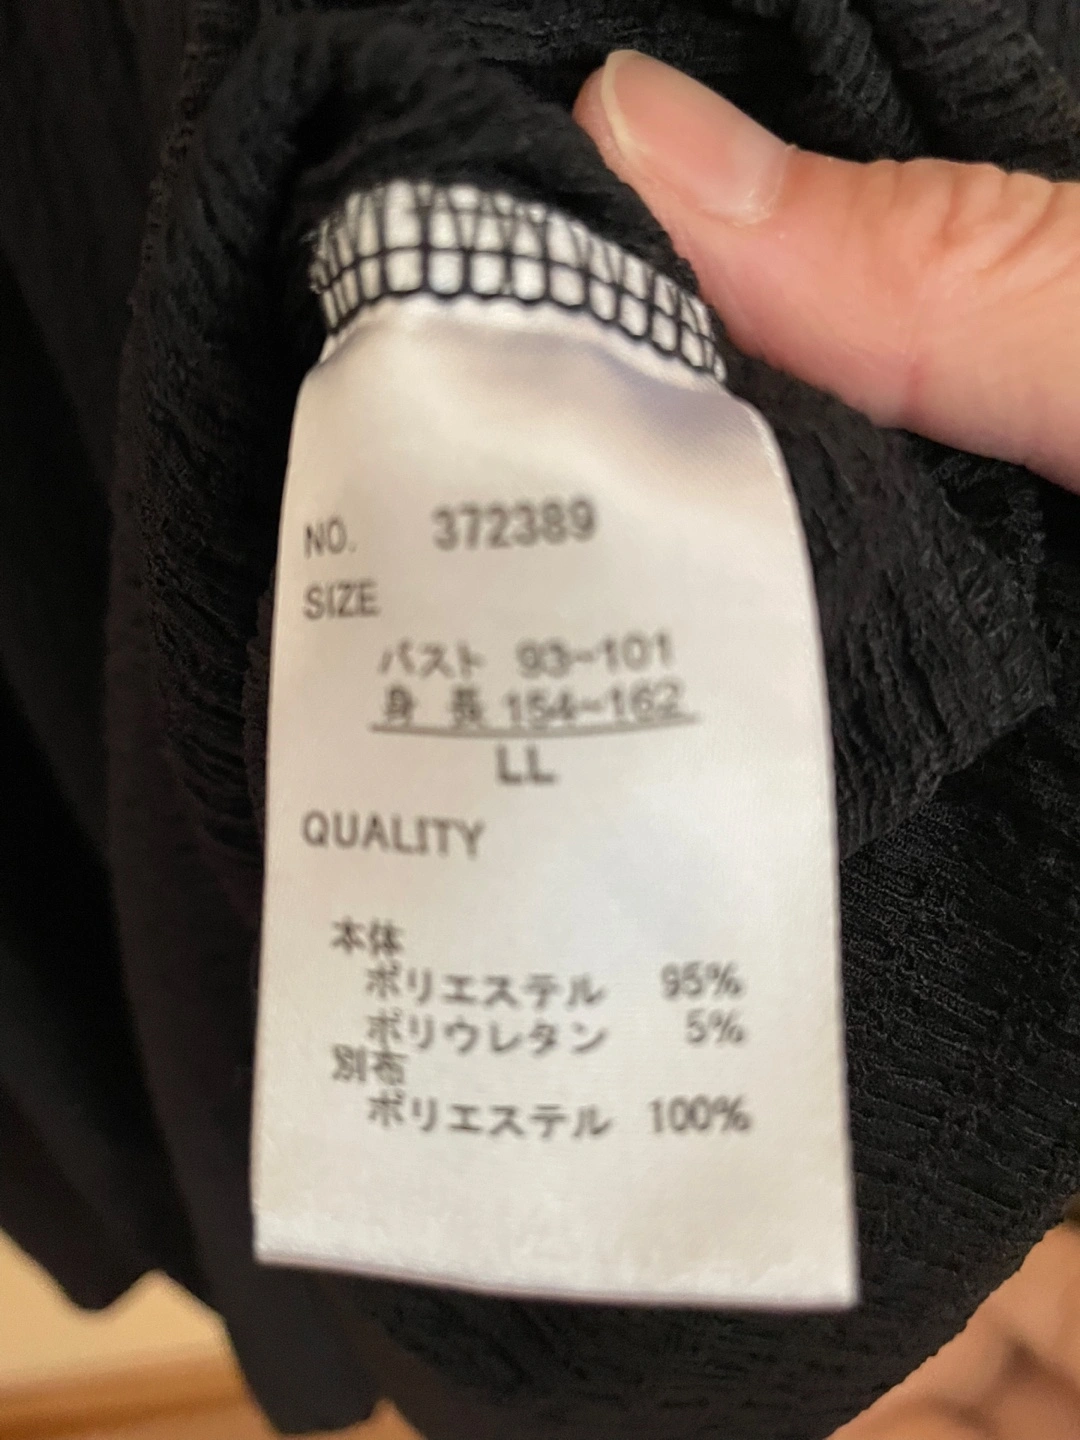 NO. 372389
SIZE
バスト 93~101
身 長 154~162
LL
QUALITY
本体
ポリエステル 95%
ポリウレタン 5%
別布
ポリエステル 100%